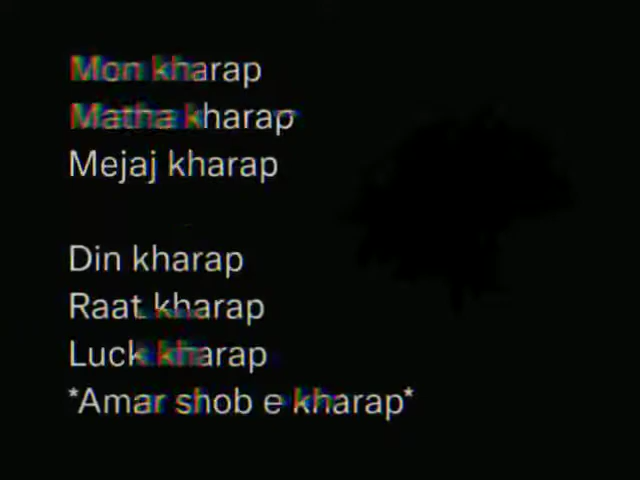 Mon kharap
Matha kharap
Mejaj kharap
Din kharap
Raat kharap
Luck kharap
*Amar shob e kharap*